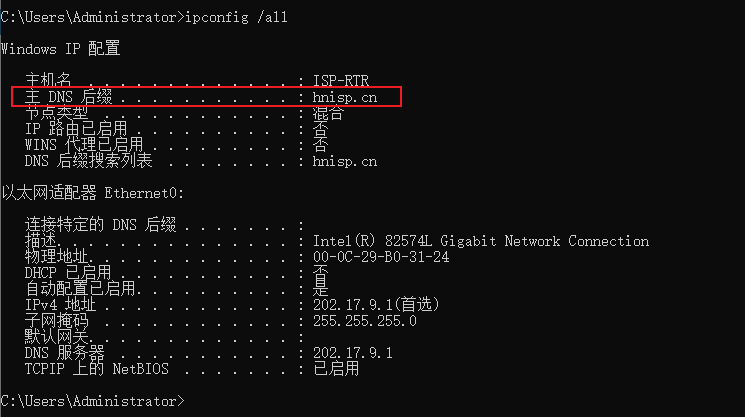 C:\Users\Administrator>ipconfig /all
Windows IP 配置
主机名 . . . . . . . . . . . . . : ISP-RTR
主 DNS 后缀 . . . . . . . . . . . : hnisp.cn
节点类型 . . . . . . . . . . . . : 混合
IP 路由已启用 . . . . . . . . . . : 否
WINS 代理已启用 . . . . . . . . . : 否
DNS 后缀搜索列表 . . . . . . . . : hnisp.cn
以太网适配器 Ethernet0:
连接特定的 DNS 后缀 . . . . . . . :
描述. . . . . . . . . . . . . . . : Intel(R) 82574L Gigabit Network Connection
物理地址. . . . . . . . . . . . . : 00-0C-29-B0-31-24
DHCP 已启用 . . . . . . . . . . . : 否
自动配置已启用. . . . . . . . . . : 是
IPv4 地址 . . . . . . . . . . . . : 202.17.9.1(首选)
子网掩码 . . . . . . . . . . . . : 255.255.255.0
默认网关. . . . . . . . . . . . . :
DNS 服务器 . . . . . . . . . . . : 202.17.9.1
TCPIP 上的 NetBIOS . . . . . . . : 已启用
C:\Users\Administrator>